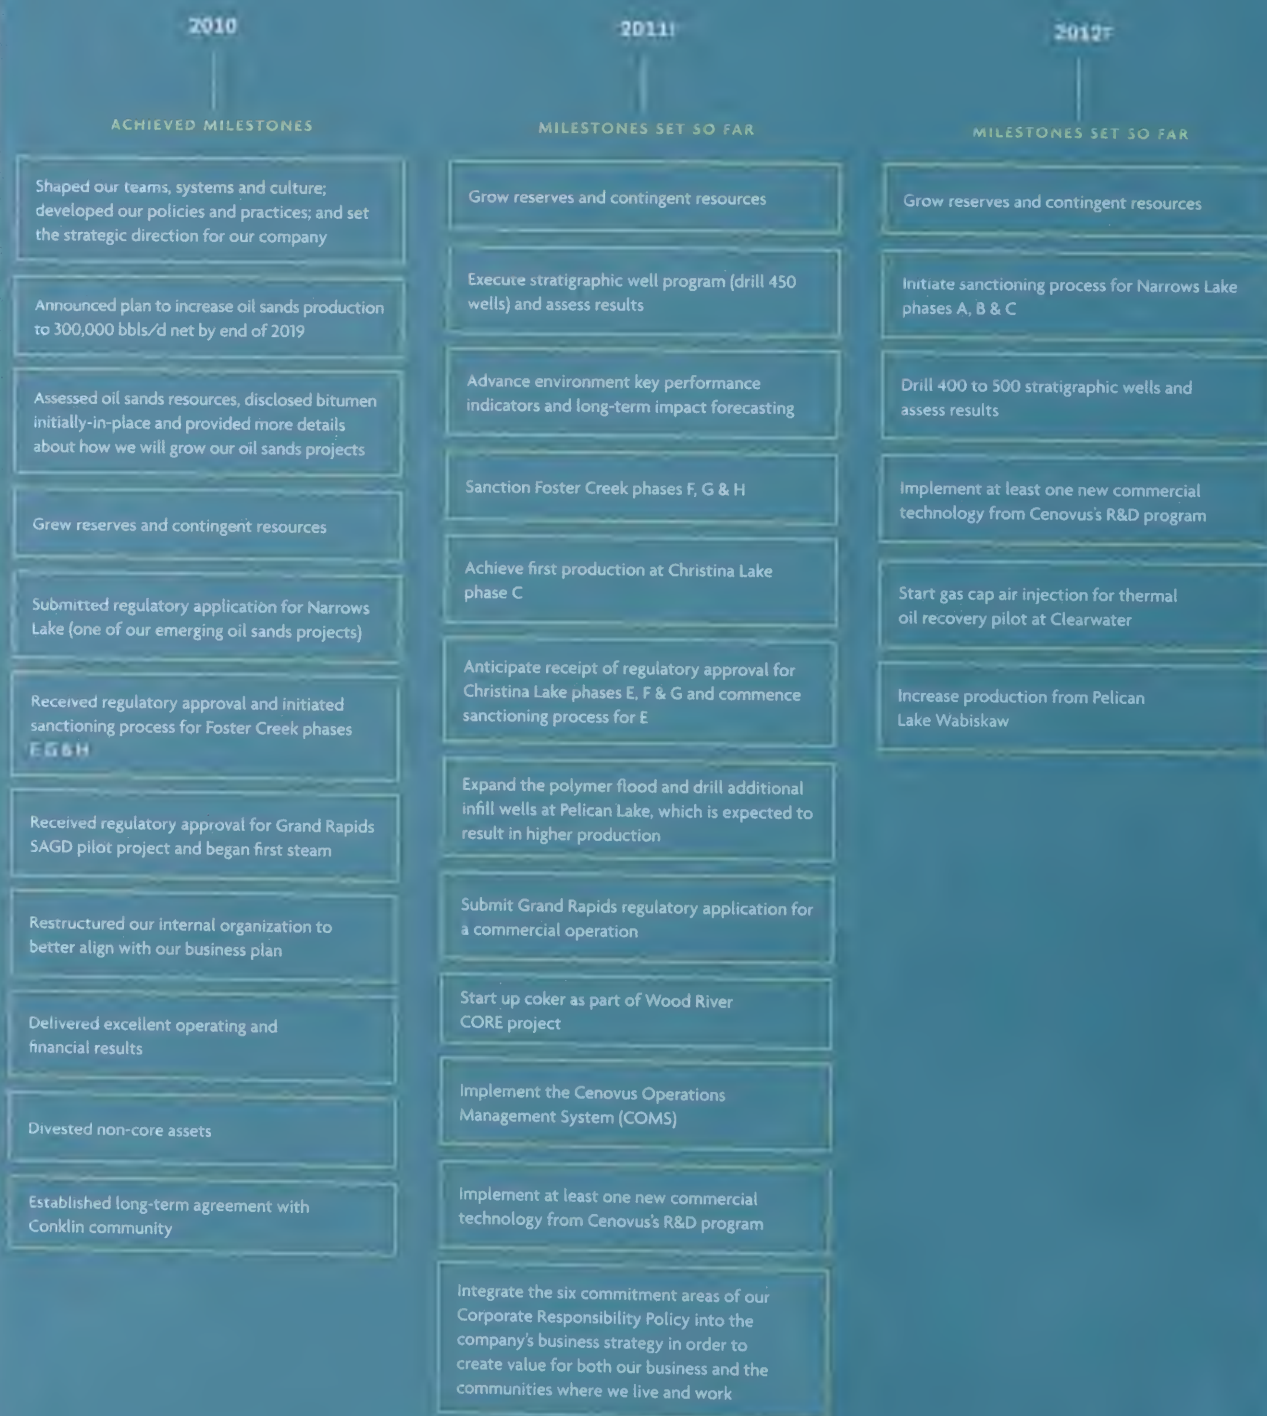 2010
ACHIEVED MILESTONES
Shaped our teams, systems and culture;
developed our policies and practices; and set
the strategic direction for our company
Announced plan to increase oil sands production
to 300,000 bbls/d net by end of 2019
Assessed oil sands resources, disclosed bitumen
initially-in-place and provided more details
about how we will grow our oil sands projects
Grew reserves and contingent resources
Submitted regulatory application for Narrows
Lake (one of our emerging oil sands projects)
Received regulatory approval and initiated
sanctioning process for Foster Creek phases
G & H
Received regulatory approval for Grand Rapids
SAGD pilot project and began first steam
Restructured our internal organization to
better align with our business plan
Delivered excellent operating and
financial results
Divested non-core assets
Established long-term agreement with
Conklin community
2011F
MILESTONES SET SO FAR
Grow reserves and contingent resources
Execute stratigraphic well program (drill 450
wells) and assess results
Advance environment key performance
indicators and long-term impact forecasting
Sanction Foster Creek phases F, G & H
Achieve first production at Christina Lake
phase C
Anticipate receipt of regulatory approval for
Christina Lake phases E, F & G and commence
sanctioning process for E
Expand the polymer flood and drill additional
infill wells at Pelican Lake, which is expected to
result in higher production
Submit Grand Rapids regulatory application for
a commercial operation
Start up coker as part of Wood River
CORE project
Implement the Cenovus Operations
Management System (COMS)
Implement at least one new commercial
technology from Cenovus's R&D program
Integrate the six commitment areas of our
Corporate Responsibility Policy into the
company's business strategy in order to
create value for both our business and the
communities where we live and work
2012F
MILESTONES SET SO FAR
Grow reserves and contingent resources
Initiate sanctioning process for Narrows Lake
phases A, B & C
Drill 400 to 500 stratigraphic wells and
assess results
Implement at least one new commercial
technology from Cenovus's R&D program
Start gas cap air injection for thermal
oil recovery pilot at Clearwater
Increase production from Pelican
Lake Wabiskaw